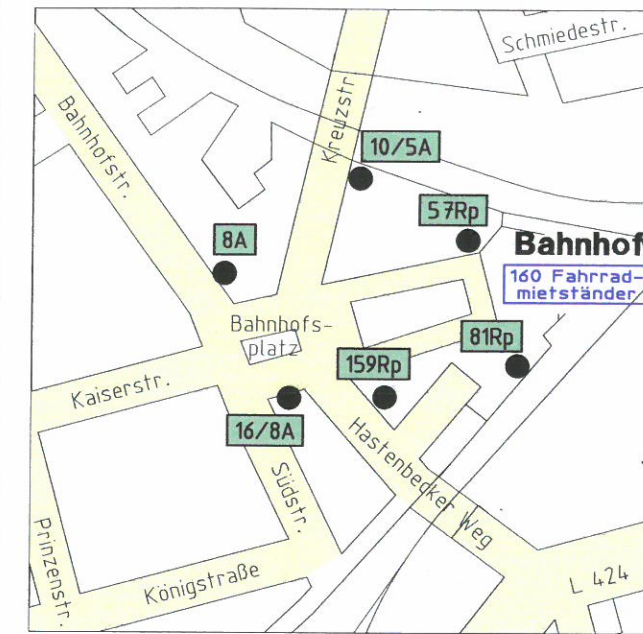 Schmiedestr.
Kreuzstr
Bahnhofstr.
10/5A
57Rp
8A
Bahnhof
160 Fahrrad-
mietständer
Bahnhofs-
platz
81Rp
159Rp
Kaiserstr.
16/8A
Hastenbecker Weg
Südstr.
Prinzenstr.
Königstraße
L 424